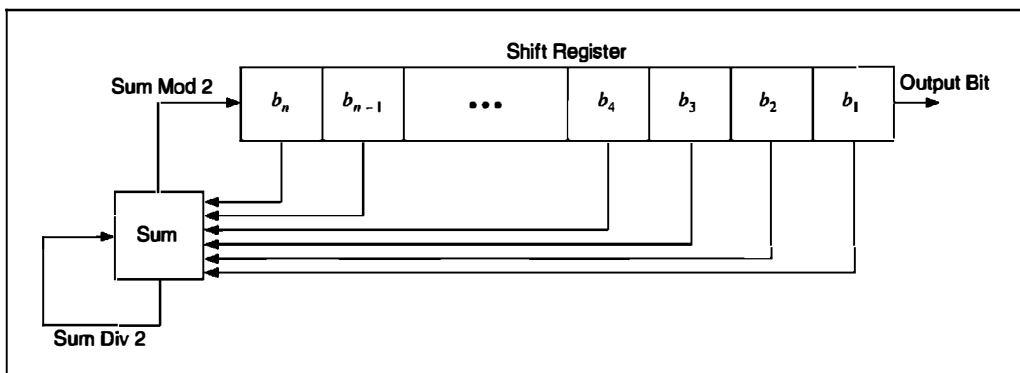 Shift Register
Sum Mod 2
b_n b_{n-1} ••• b_4 b_3 b_2 b_1
Output Bit
Sum
Sum Div 2